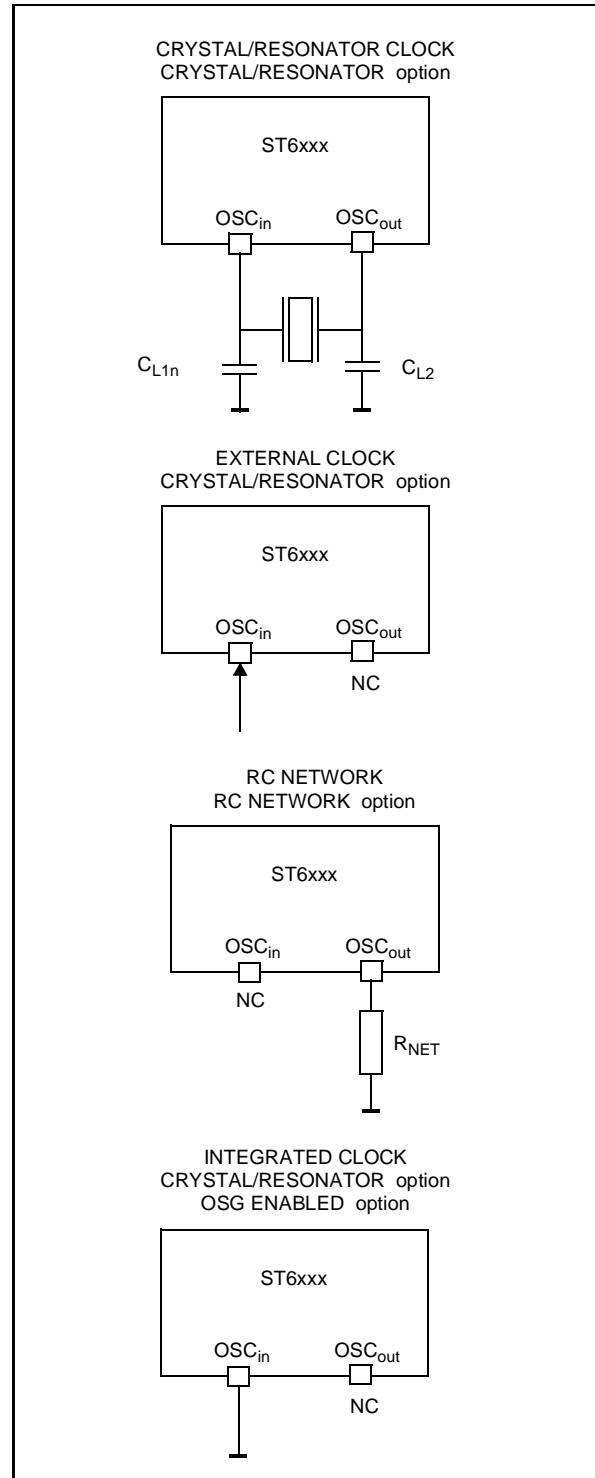 CRYSTAL/RESONATOR CLOCK
CRYSTAL/RESONATOR option
ST6xxx
OSCin OSCout
CL1n CL2
EXTERNAL CLOCK
CRYSTAL/RESONATOR option
ST6xxx
OSCin OSCout
NC
RC NETWORK
RC NETWORK option
ST6xxx
OSCin OSCout
NC
RNET
INTEGRATED CLOCK
CRYSTAL/RESONATOR option
OSG ENABLED option
ST6xxx
OSCin OSCout
NC